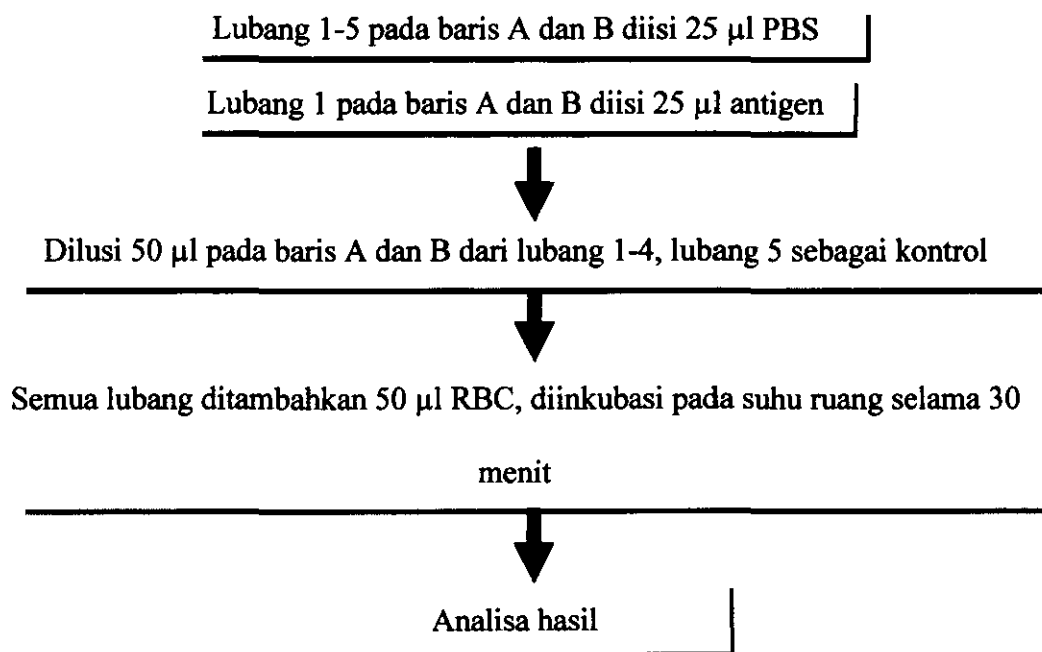 Lubang 1-5 pada baris A dan B diisi 25 µl PBS
Lubang 1 pada baris A dan B diisi 25 µl antigen
Dilusi 50 µl pada baris A dan B dari lubang 1-4, lubang 5 sebagai kontrol
Semua lubang ditambahkan 50 µl RBC, diinkubasi pada suhu ruang selama 30
menit
Analisa hasil